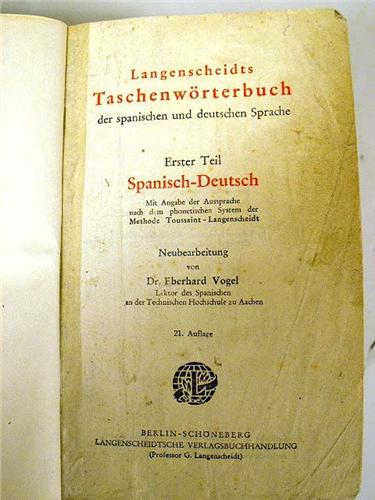 Langenscheidts
Taschenwörterbuch
der spanischen und deutschen Sprache
Erster Teil
Spanisch-Deutsch
Mit Angabe der Aussprache
nach dem phonetischen System der
Methode Toussaint-Langenscheidt
Neubearbeitung
von
Dr. Eberhard Vogel
Lektor des Spanischen
an der Technischen Hochschule zu Aachen
21. Auflage
L
BERLIN-SCHÖNEBERG
LANGENSCHEIDTSCHE VERLAGSBUCHHANDLUNG
(Professor G. Langenscheidt)